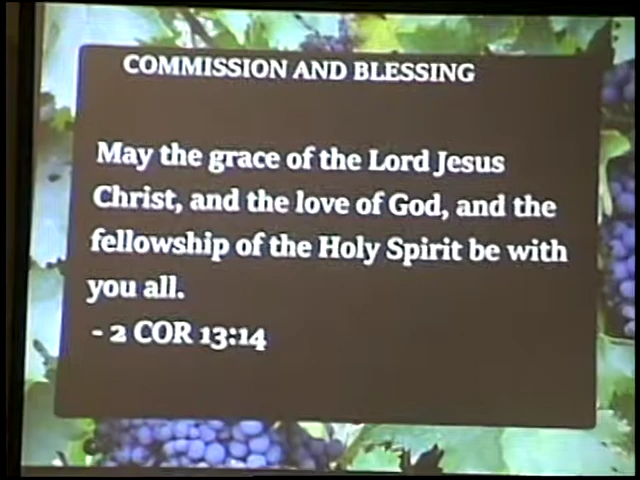 COMMISSION AND BLESSING
May the grace of the Lord Jesus
Christ, and the love of God, and the
fellowship of the Holy Spirit be with
you all.
- 2 COR 13:14